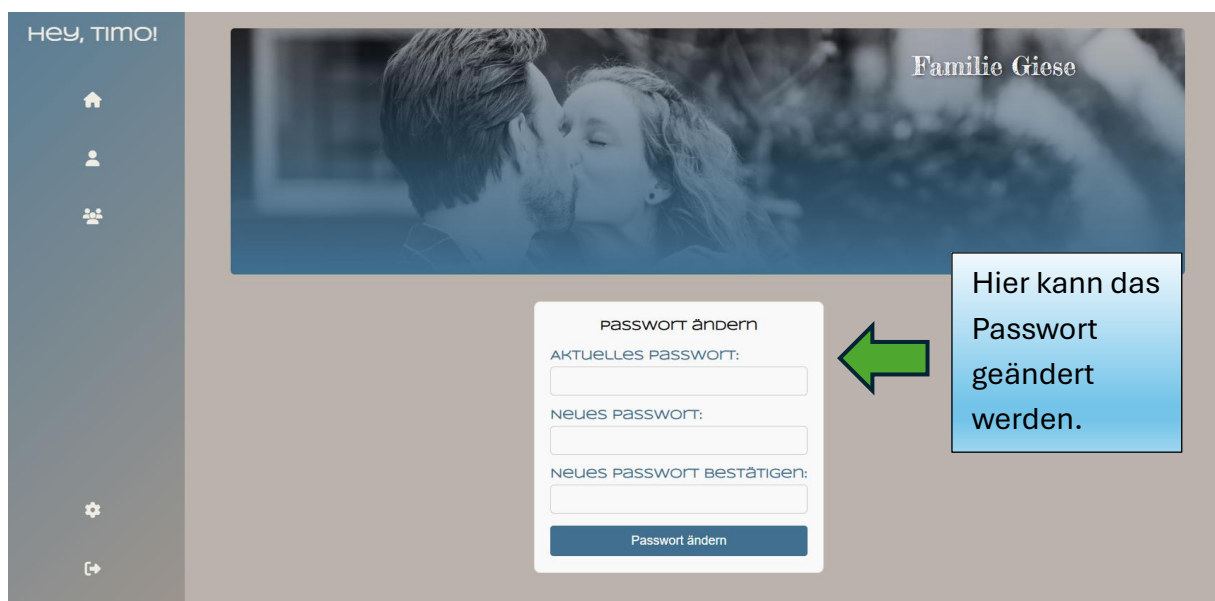 Hey, Timo!
Familie Giese
Hier kann das
Passwort
geändert
werden.
Passwort ändern
Aktuelles Passwort:
Neues Passwort:
Neues Passwort bestätigen:
Passwort ändern